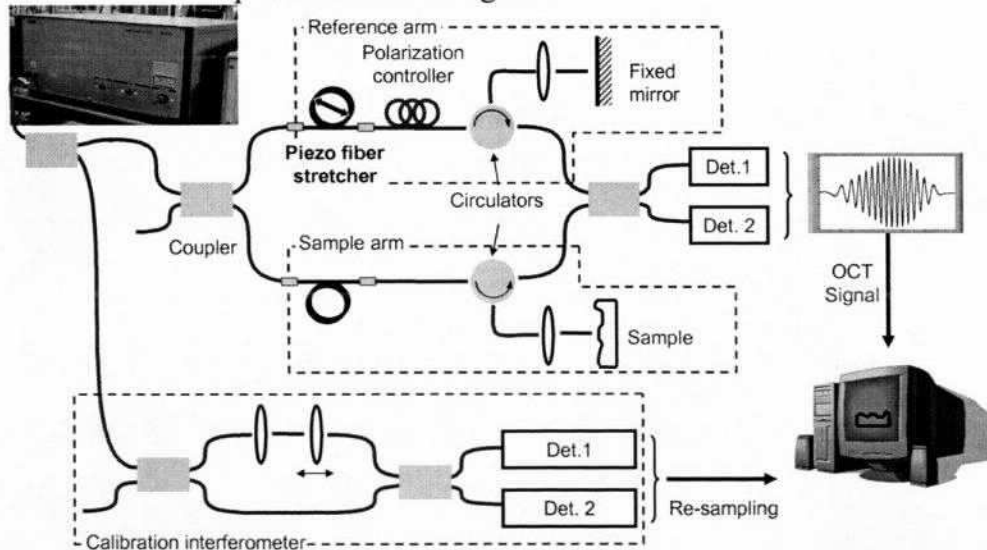 Reference arm
Polarization
controller
Fixed
mirror
Piezo fiber
stretcher
Circulators
Det.1
Det. 2
Coupler
Sample arm
OCT
Signal
Sample
Det.1
Det. 2
Re-sampling
Calibration interferometer